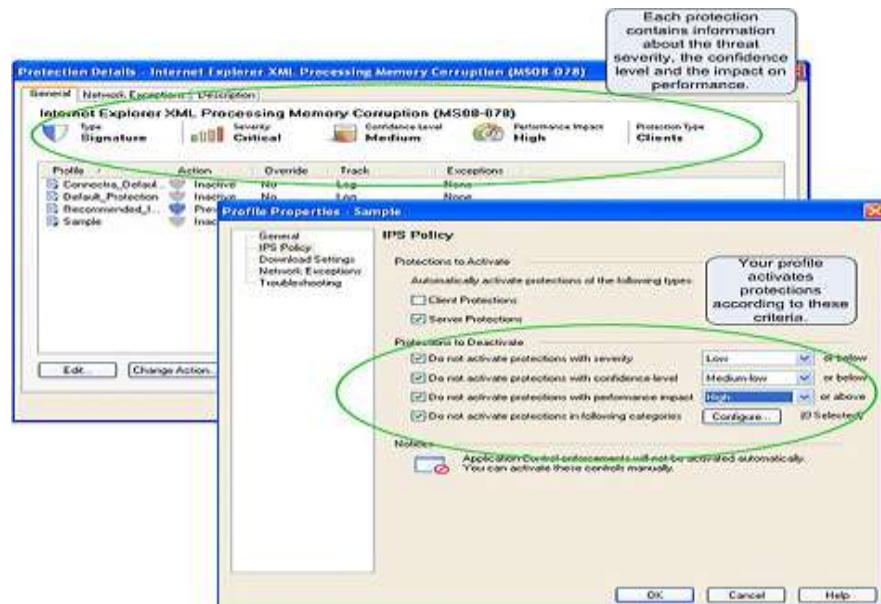 Each protection
contains information
about the threat
severity, the confidence
level and the impact on
performance.
Protection Details - Internet Explorer XML Processing Memory Corruption (MS08-078)
General Network Exceptions Description
Internet Explorer XML Processing Memory Corruption (MS08-078)
Type Severity Confidence Level Performance Impact Protection Type
Signature Critical Medium High Clients
Profile Action Override Track Exceptions
Connectra_Defaul... Inactive No Log None
Default_Protection Inactive No Log None
Recommended_I... Prev
Sample Inac
Edit... Change Action...
Profile Properties - Sample
General
IPS Policy
Download Settings
Network Exceptions
Troubleshooting
IPS Policy
Protections to Activate
Automatically activate protections of the following types:
Client Protections
Server Protections
Your profile
activates
protections
according to these
criteria.
Protections to Deactivate
Do not activate protections with severity Low or below
Do not activate protections with confidence level Medium-low or below
Do not activate protections with performance impact High or above
Do not activate protections in following categories Configure... (0 Selected)
Notices
Application Control enforcements will not be activated automatically.
You can activate these controls manually.
OK Cancel Help